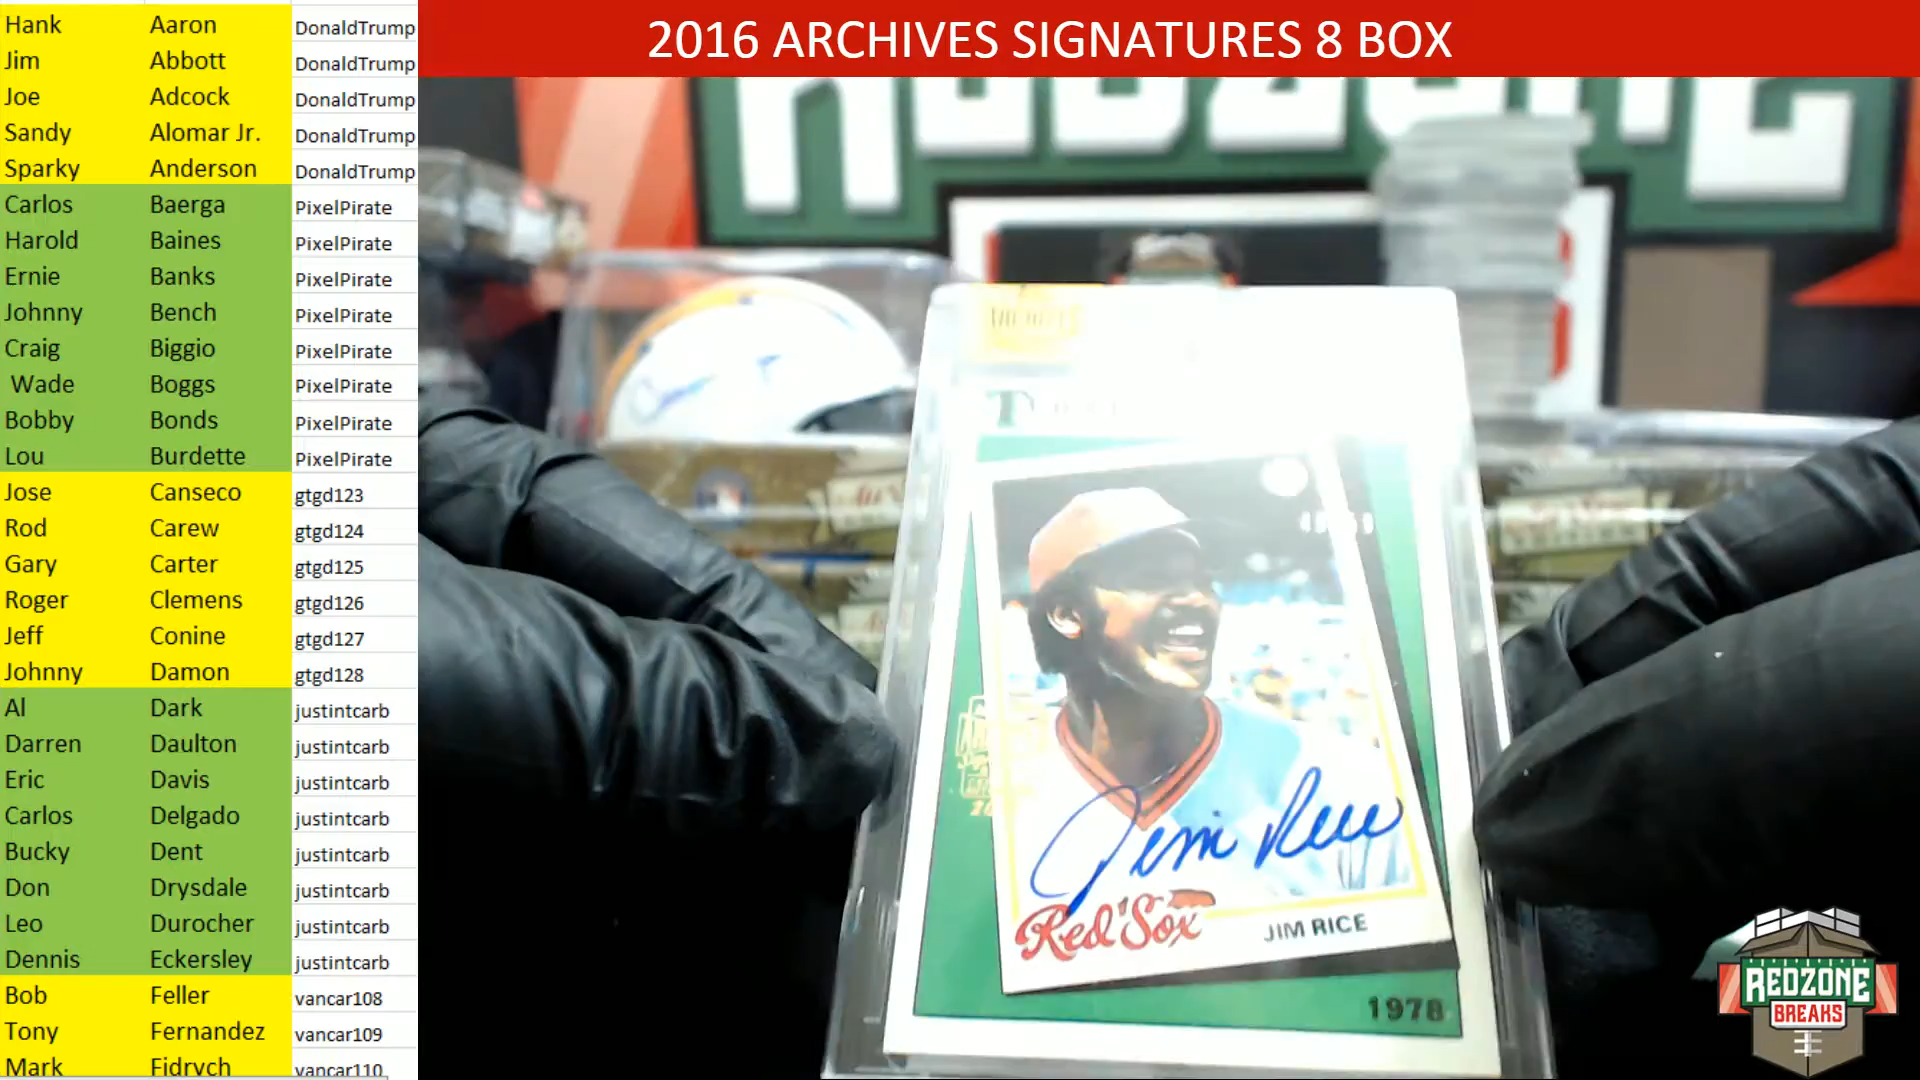 2016 ARCHIVES SIGNATURES 8 BOX
Hank Aaron DonaldTrump
Jim Abbott DonaldTrump
Joe Adcock DonaldTrump
Sandy Alomar Jr. DonaldTrump
Sparky Anderson DonaldTrump
Carlos Baerga PixelPirate
Harold Baines PixelPirate
Ernie Banks PixelPirate
Johnny Bench PixelPirate
Craig Biggio PixelPirate
Wade Boggs PixelPirate
Bobby Bonds PixelPirate
Lou Burdette PixelPirate
Jose Canseco gtgd123
Rod Carew gtgd124
Gary Carter gtgd125
Roger Clemens gtgd126
Jeff Conine gtgd127
Johnny Damon gtgd128
Al Dark justintcarb
Darren Daulton justintcarb
Eric Davis justintcarb
Carlos Delgado justintcarb
Bucky Dent justintcarb
Don Drysdale justintcarb
Leo Durocher justintcarb
Dennis Eckersley justintcarb
Bob Feller vancar108
Tony Fernandez vancar109
Mark Fidrych vancar110
REDZONE
Jim Rice
Red Sox JIM RICE
1978
REDZONE
BREAKS